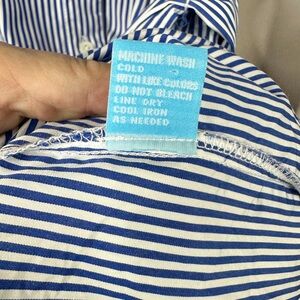 MACHINE WASH
COLD
WITH LIKE COLORS
DO NOT BLEACH
LINE DRY
COOL IRON
AS NEEDED